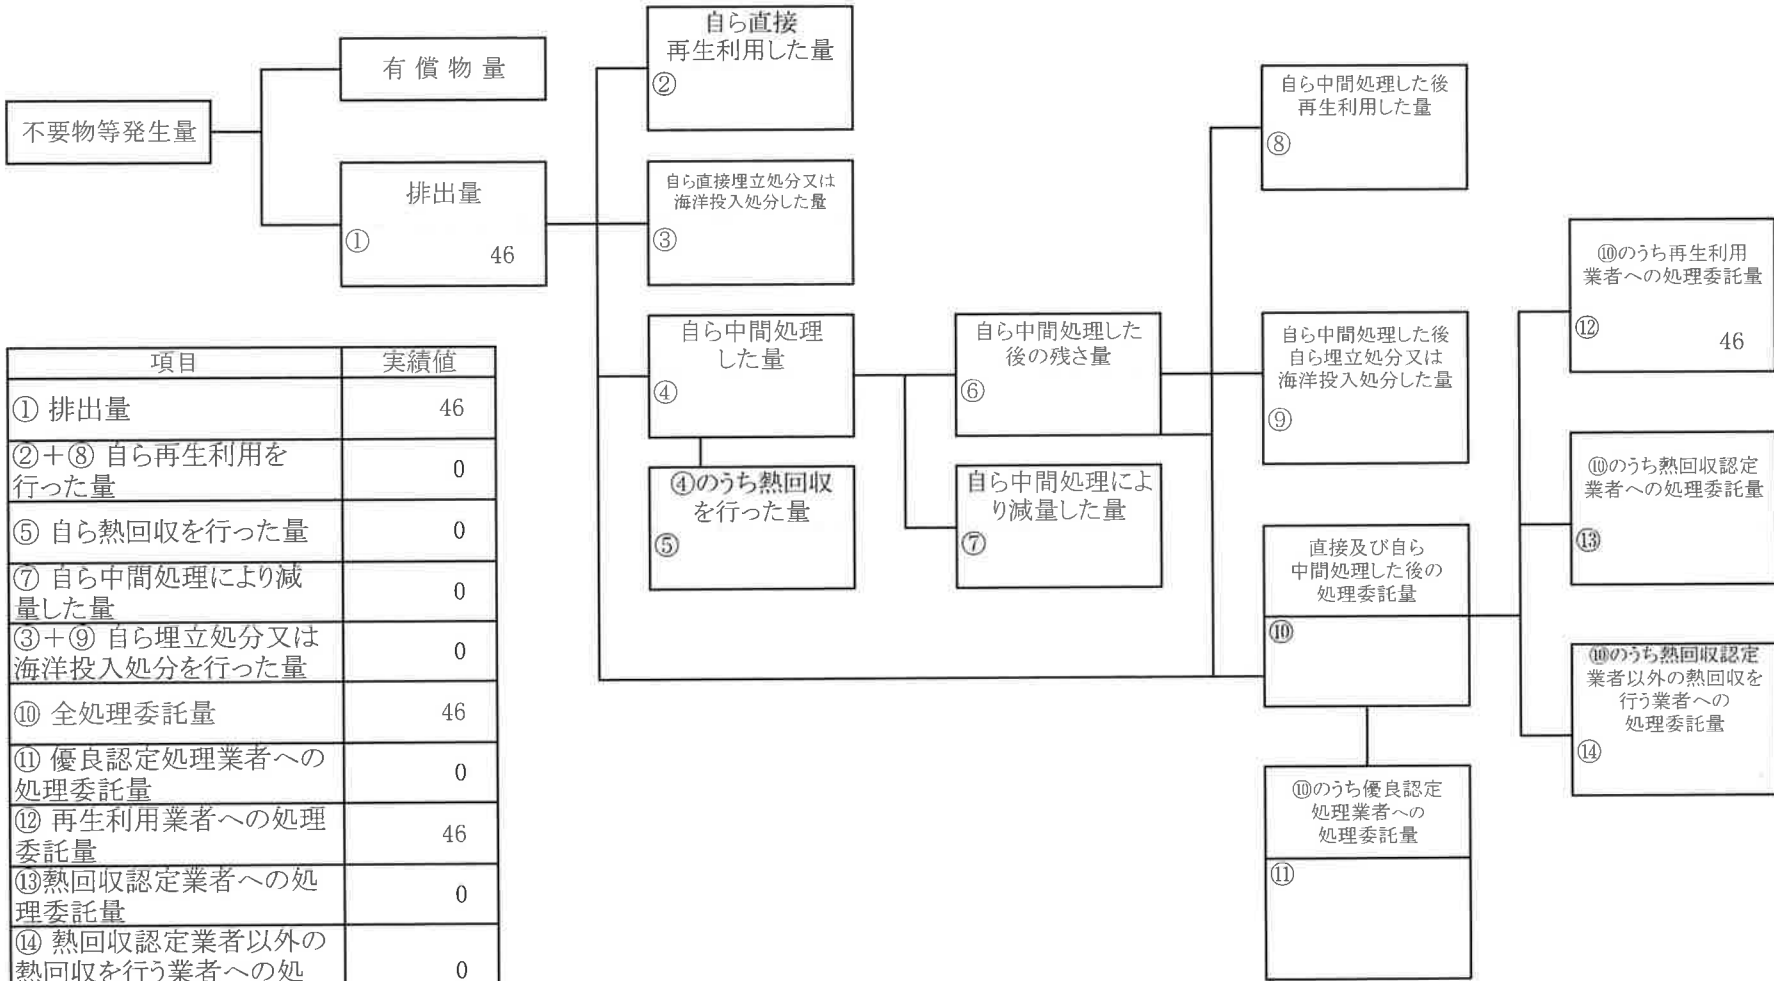 不要物等発生量
有償物量
排出量
①
46
自ら直接
再生利用した量
②
自ら直接埋立処分又は
海洋投入処分した量
③
自ら中間処理
した量
④
④のうち熱回収
を行った量
⑤
自ら中間処理した
後の残さ量
⑥
自ら中間処理によ
り減量した量
⑦
自ら中間処理した後
再生利用した量
⑧
自ら中間処理した後
自ら埋立処分又は
海洋投入処分した量
⑨
直接及び自ら
中間処理した後の
処理委託量
⑩
⑩のうち優良認定
処理業者への
処理委託量
⑪
⑩のうち再生利用
業者への処理委託量
⑫
46
⑩のうち熱回収認定
業者への処理委託量
⑬
⑩のうち熱回収認定
業者以外の熱回収を
行う業者への
処理委託量
⑭
項目 実績値
① 排出量 46
②+⑧ 自ら再生利用を
行った量 0
⑤ 自ら熱回収を行った量 0
⑦ 自ら中間処理により減
量した量 0
③+⑨ 自ら埋立処分又は
海洋投入処分を行った量 0
⑩ 全処理委託量 46
⑪ 優良認定処理業者への
処理委託量 0
⑫ 再生利用業者への処理
委託量 46
⑬熱回収認定業者への処
理委託量 0
⑭ 熱回収認定業者以外の
熱回収を行う業者への処 0